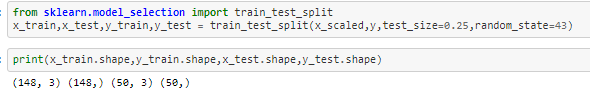 from sklearn.model_selection import train_test_split
x_train,x_test,y_train,y_test = train_test_split(x_scaled,y,test_size=0.25,random_state=43)
print(x_train.shape,y_train.shape,x_test.shape,y_test.shape)
(148, 3) (148,) (50, 3) (50,)